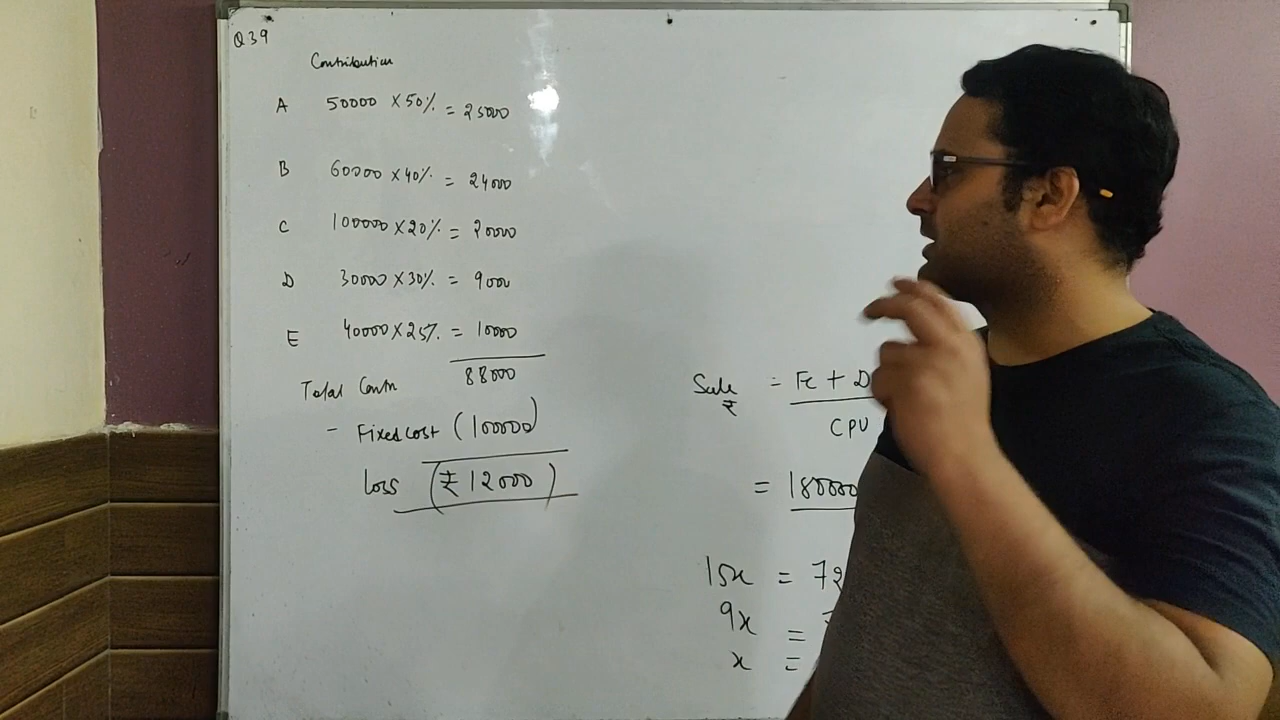 Q39
Contribution
A 50000 X 50% = 25000
B 60000 X 40% = 24000
C 100000 X 20% = 20000
D 30000 X 30% = 9000
E 40000 X 25% = 10000
Total Contn 88000
- Fixed cost (100000)
Loss (₹ 12000)
Sale ₹ = Fc + D
CPU
= 180000
15x = 72
9x =
x =